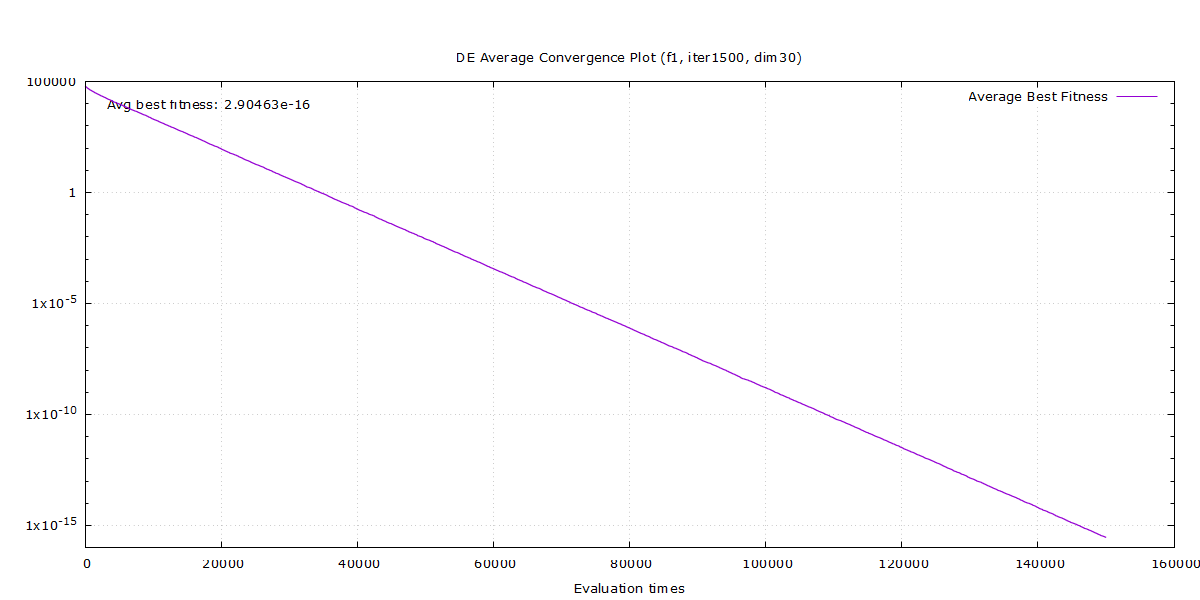 DE Average Convergence Plot (f1, iter1500, dim30)
100000
Avg best fitness: 2.90463e-16
Average Best Fitness
1
1x10-5
1x10-10
1x10-15
0 20000 40000 60000 80000 100000 120000 140000 160000
Evaluation times